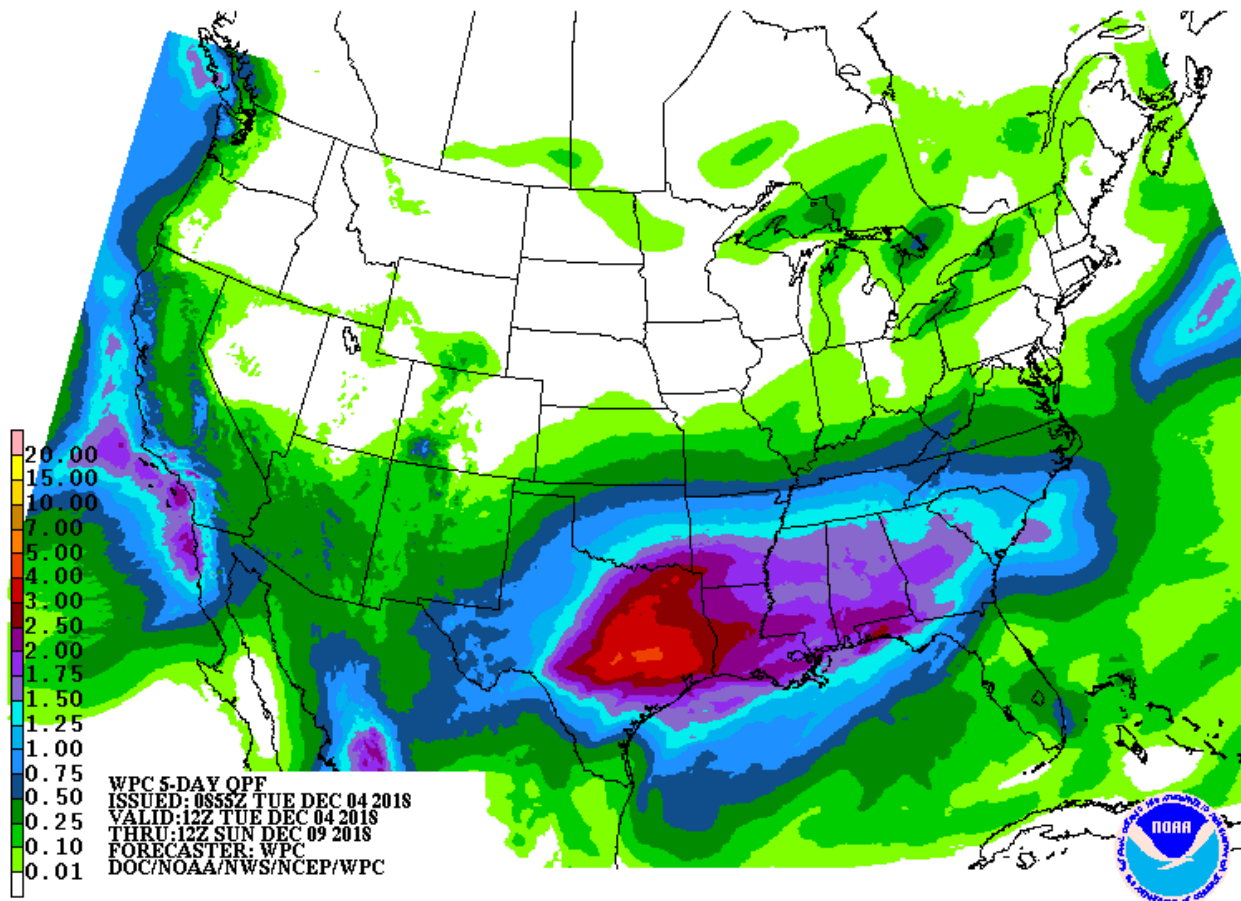 20.00
15.00
10.00
7.00
5.00
4.00
3.00
2.50
2.00
1.75
1.50
1.25
1.00
0.75
0.50
0.25
0.10
0.01
WPC 5-DAY QPF
ISSUED: 0855Z TUE DEC 04 2018
VALID:12Z TUE DEC 04 2018
THRU:12Z SUN DEC 09 2018
FORECASTER: WPC
DOC/NOAA/NWS/NCEP/WPC
NOAA